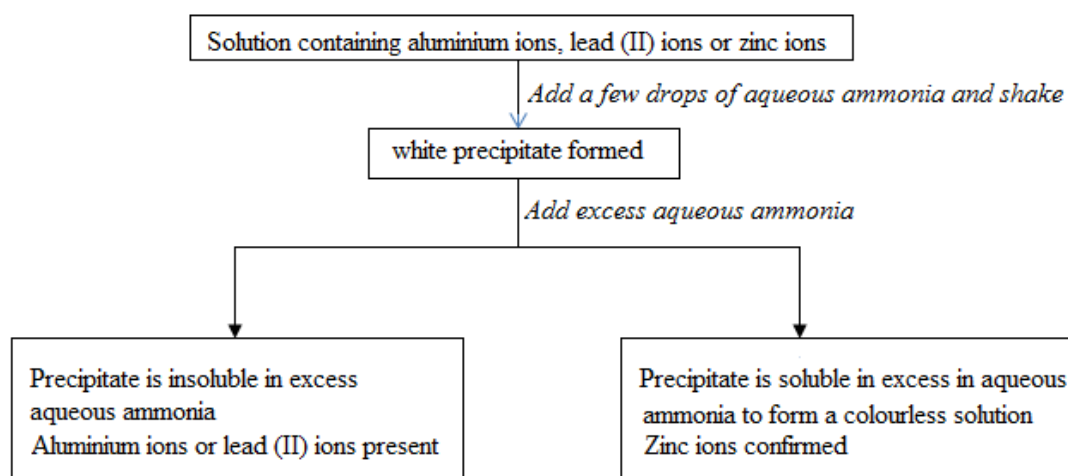 Solution containing aluminium ions, lead (II) ions or zinc ions
Add a few drops of aqueous ammonia and shake
white precipitate formed
Add excess aqueous ammonia
Precipitate is insoluble in excess
aqueous ammonia
Aluminium ions or lead (II) ions present
Precipitate is soluble in excess in aqueous
ammonia to form a colourless solution
Zinc ions confirmed